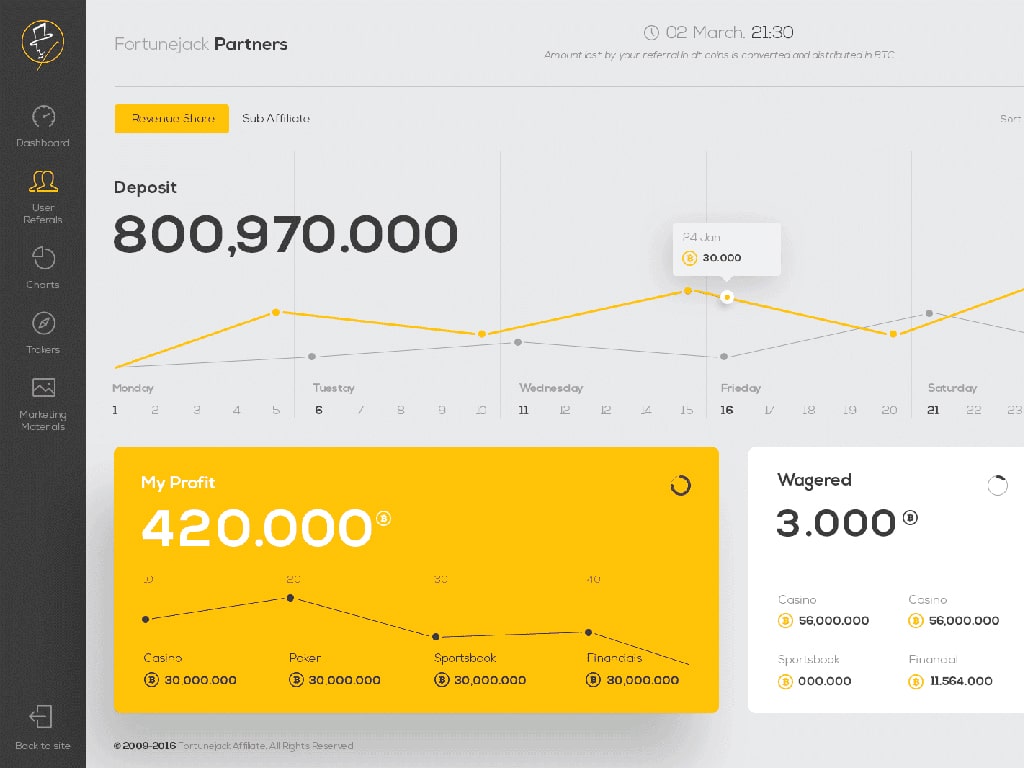 Fortunejack Partners
02 March, 21:30
Amount lost by your referral in alt coins is converted and distributed in BTC
Revenue Share
Sub Affiliate
Sort
Dashboard
User
Referrals
Charts
Trakers
Marketing
Materials
Back to site
Deposit
800,970.000
24 Jan
30.000
Monday
Tuestay
Wednesday
Frieday
Saturday
1 2 3 4 5 6 7 8 9 10 11 12 12 14 15 16 17 18 19 20 21 22 23
My Profit
420.000
10 20 30 40
Casino
30.000.000
Poker
30 000.000
Sportsbook
30,000.000
Financials
30,000.000
Wagered
3.000
Casino
56,000.000
Casino
56,000.000
Sportsbook
000.000
Financial
11.564.000
© 2009-2016 Fortunejack Affiliate. All Rights Reserved